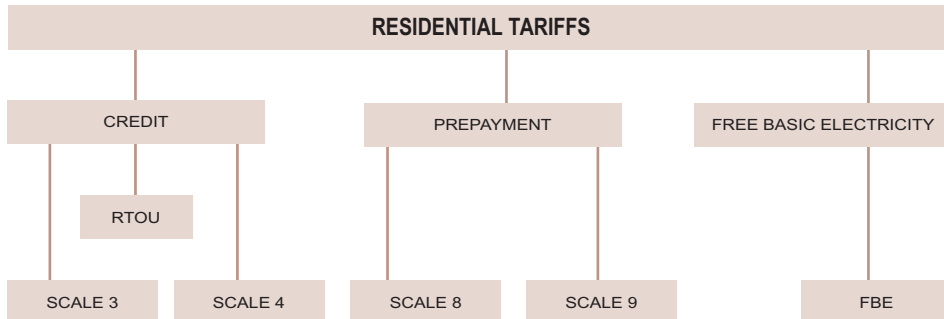 RESIDENTIAL TARIFFS
CREDIT
PREPAYMENT
FREE BASIC ELECTRICITY
RTOU
SCALE 3
SCALE 4
SCALE 8
SCALE 9
FBE